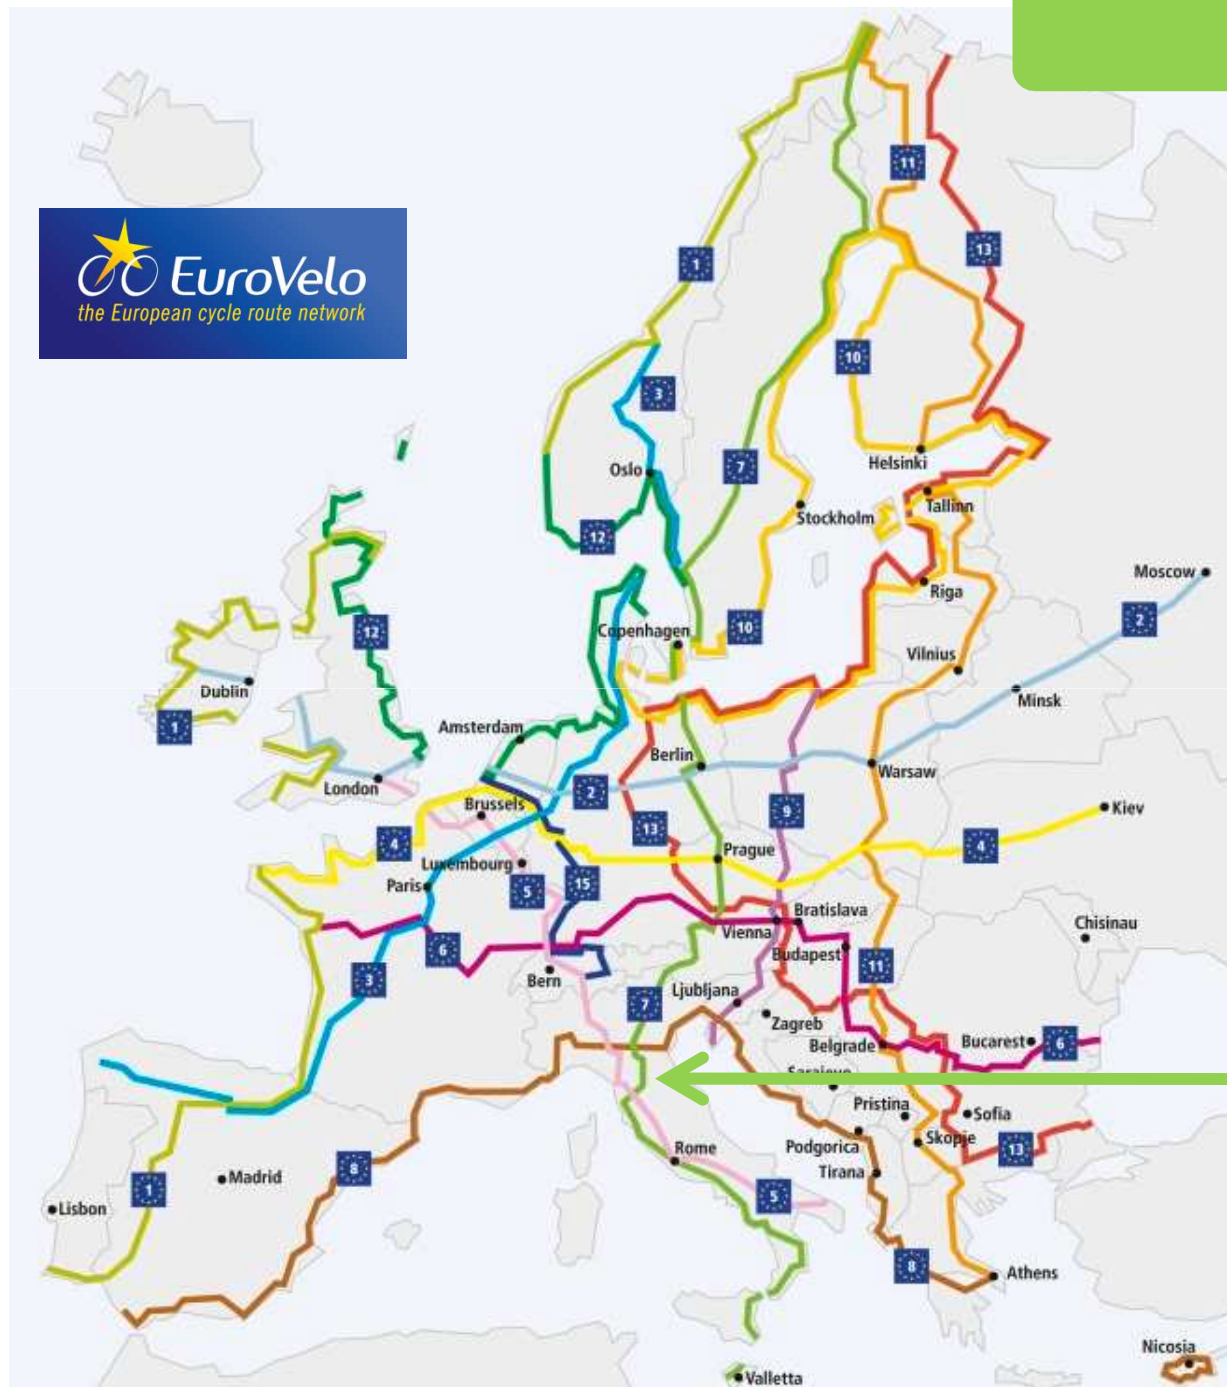 11
13
1
EuroVelo
the European cycle route network
10
3
Oslo
7
Helsinki
Tallinn
Stockholm
12
Moscow
Riga
2
12
Copenhagen
10
Vilnius
Dublin
Minsk
1
Amsterdam
Berlin
Warsaw
London
2
Brussels
9
Kiev
13
4
4
Prague
Luxembourg
Paris
5
15
Bratislava
Chisinau
Vienna
6
Budapest
11
3
Bern
Ljubljana
7
Zagreb
Belgrade
Bucarest
6
Sarajevo
Pristina
Sofia
Skopje
Podgorica
13
Rome
Tirana
8
Madrid
1
5
Lisbon
8
Athens
Nicosia
Valletta